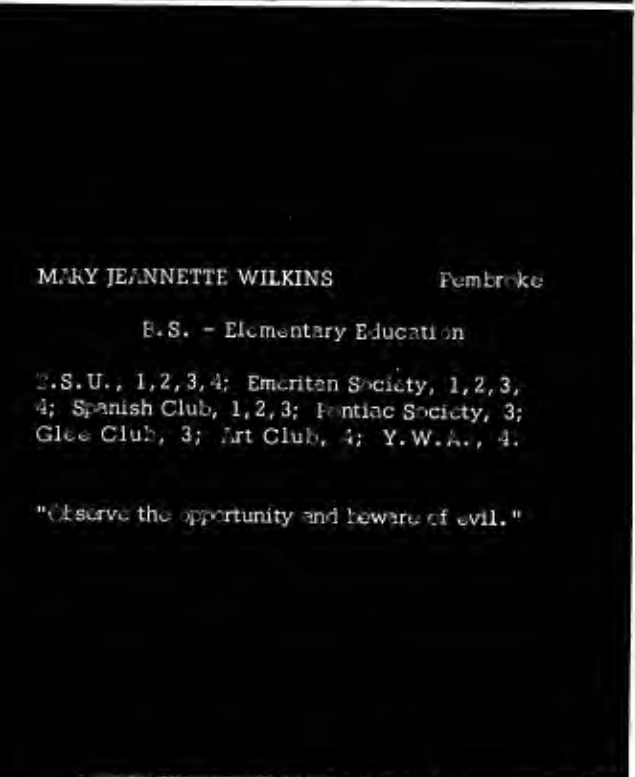 MARY JEANNETTE WILKINS Pembroke
B.S. - Elementary Education
B.S.U., 1,2,3,4; Emeritan Society, 1,2,3,
4; Spanish Club, 1,2,3; Pontiac Society, 3;
Glee Club, 3; Art Club, 4; Y.W.A., 4.
"Observe the opportunity and beware of evil."